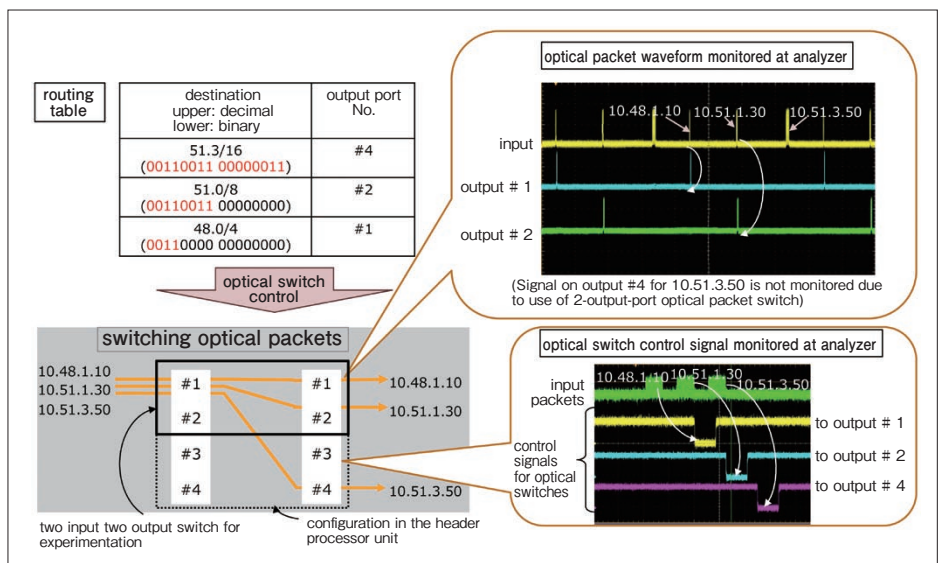 routing
table
destination
upper: decimal
lower: binary
output port
No.
51.3/16
(00110011 00000011)
#4
51.0/8
(00110011 00000000)
#2
48.0/4
(00110000 00000000)
#1
optical switch
control
optical packet waveform monitored at analyzer
10.48.1.10
10.51.1.30
10.51.3.50
input
output # 1
output # 2
(Signal on output #4 for 10.51.3.50 is not monitored due
to use of 2-output-port optical packet switch)
switching optical packets
10.48.1.10
10.51.1.30
10.51.3.50
#1
#2
#3
#4
#1
#2
#3
#4
10.48.1.10
10.51.1.30
10.51.3.50
two input two output switch for
experimentation
configuration in the header
processor unit
optical switch control signal monitored at analyzer
input
packets
10.48.1.10
10.51.1.30
10.51.3.50
control
signals
for optical
switches
to output # 1
to output # 2
to output # 4